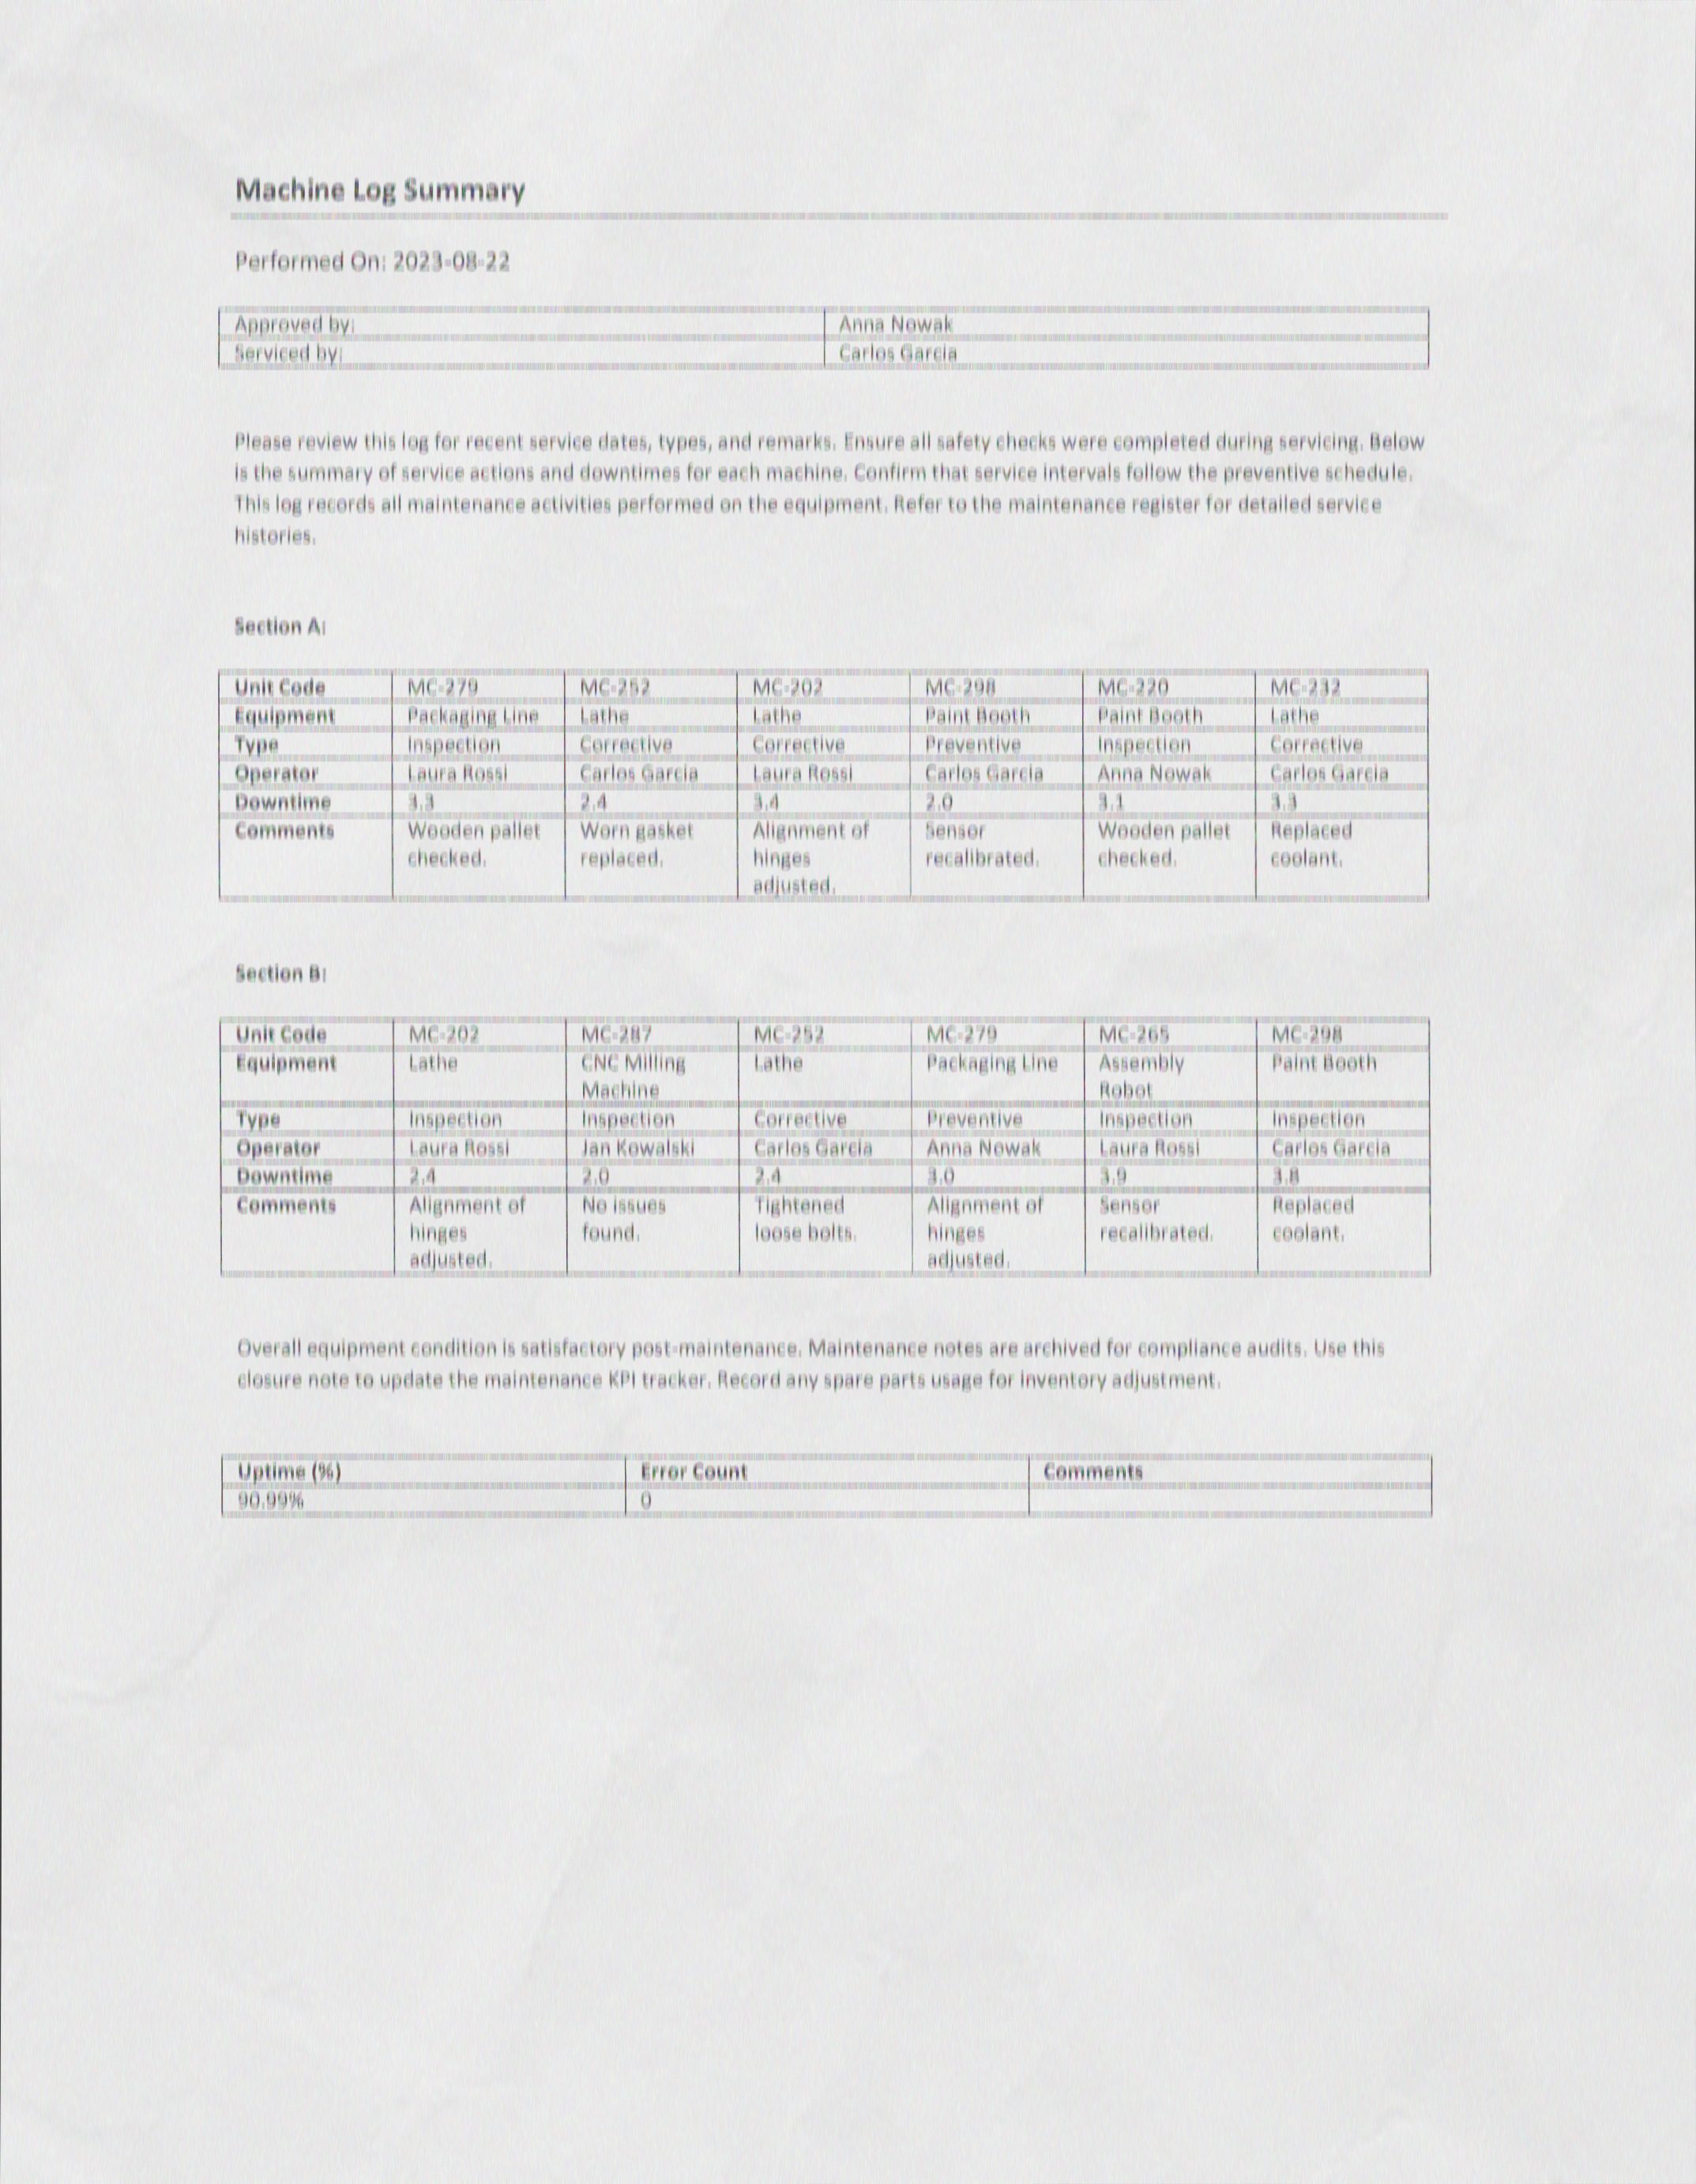 Machine Log Summary
Performed On: 2023-08-22
Approved by: Anna Nowak
Serviced by: Carlos Garcia
Please review this log for recent service dates, types, and remarks. Ensure all safety checks were completed during servicing. Below
is the summary of service actions and downtimes for each machine. Confirm that service intervals follow the preventive schedule.
This log records all maintenance activities performed on the equipment. Refer to the maintenance register for detailed service
histories.
Section A:
Unit Code MC-279 MC-252 MC-202 MC-298 MC-220 MC-232
Equipment Packaging Line Lathe Lathe Paint Booth Paint Booth Lathe
Type Inspection Corrective Corrective Preventive Inspection Corrective
Operator Laura Rossi Carlos Garcia Laura Rossi Carlos Garcia Anna Nowak Carlos Garcia
Downtime 3.3 2.4 3.4 2.0 3.1 3.3
Comments Wooden pallet Worn gasket Alignment of Sensor Wooden pallet Replaced
checked. replaced. hinges recalibrated. checked. coolant.
adjusted.
Section B:
Unit Code MC-202 MC-287 MC-252 MC-279 MC-265 MC-298
Equipment Lathe CNC Milling Lathe Packaging Line Assembly Paint Booth
Machine Robot
Type Inspection Inspection Corrective Preventive Inspection Inspection
Operator Laura Rossi Jan Kowalski Carlos Garcia Anna Nowak Laura Rossi Carlos Garcia
Downtime 2.4 2.0 2.4 3.0 3.9 3.8
Comments Alignment of No issues Tightened Alignment of Sensor Replaced
hinges found. loose bolts. hinges recalibrated. coolant.
adjusted. adjusted.
Overall equipment condition is satisfactory post-maintenance. Maintenance notes are archived for compliance audits. Use this
closure note to update the maintenance KPI tracker. Record any spare parts usage for inventory adjustment.
Uptime (%) Error Count Comments
90.99% 0